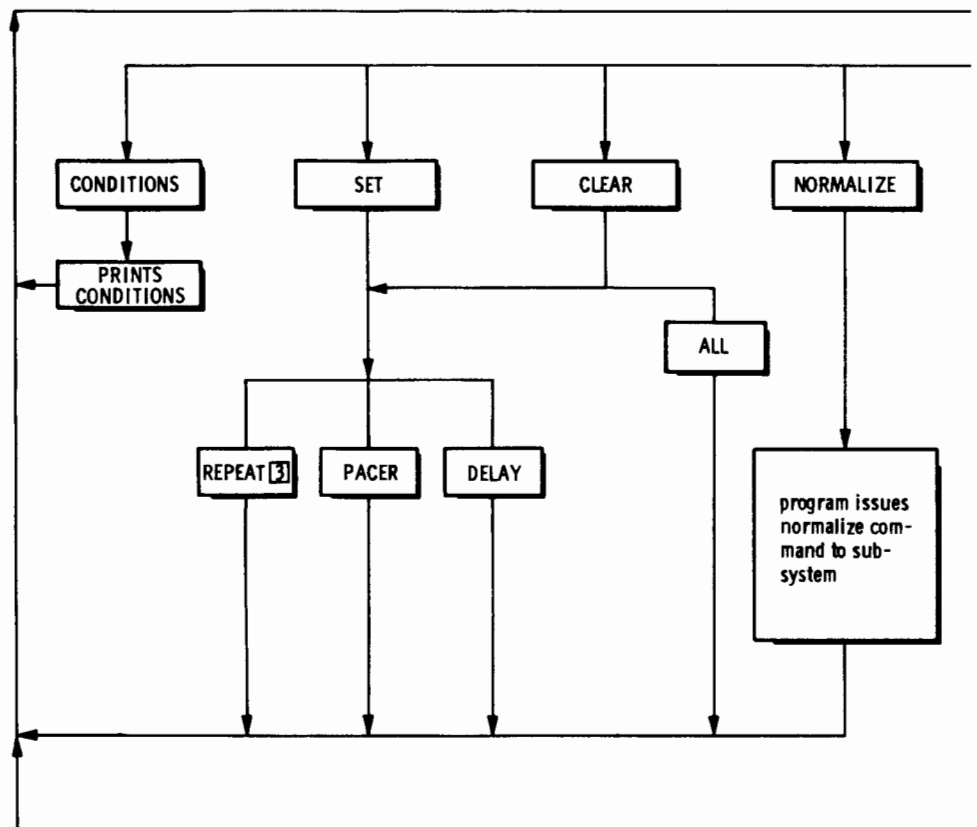 CONDITIONS
SET
CLEAR
NORMALIZE
PRINTS
CONDITIONS
ALL
REPEAT 3
PACER
DELAY
program issues
normalize com-
mand to sub-
system